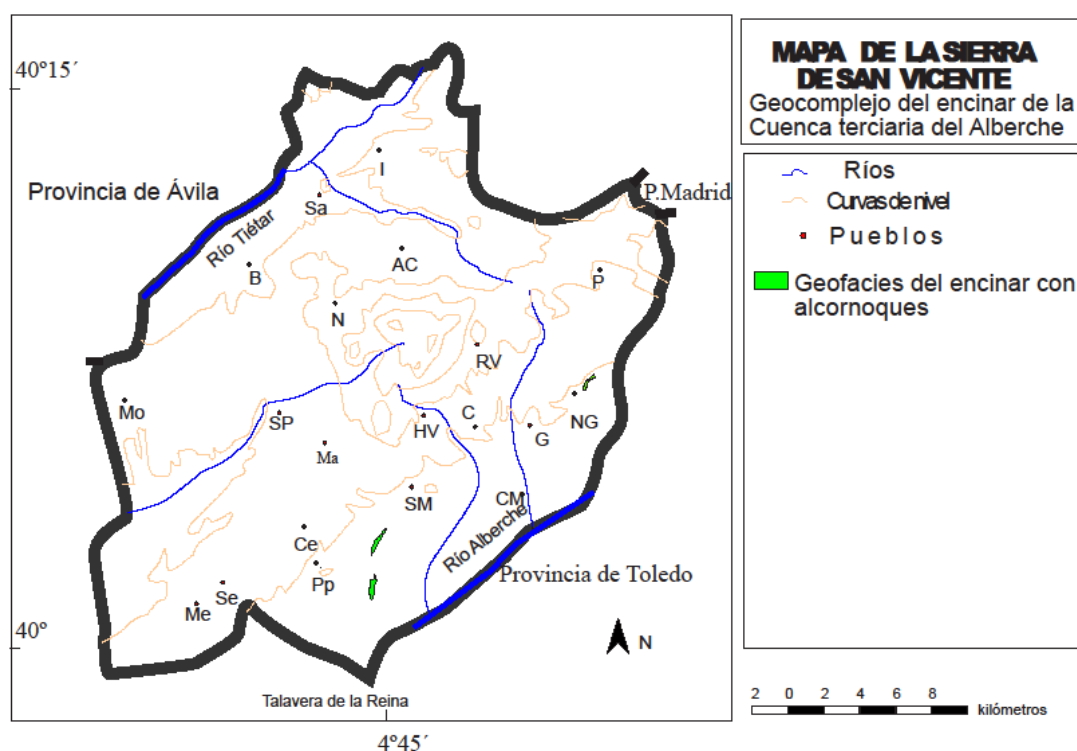 40º15´
Provincia de Ávila
Río Tiétar
I
Sa
P.Madrid
B
AC
P
N
RV
Mo
SP
HV
C
G
NG
Ma
SM
CM
Río Alberche
Ce
Pp
Provincia de Toledo
Se
Me
40º
N
Talavera de la Reina
4º45´
MAPA DE LA SIERRA
DE SAN VICENTE
Geocomplejo del encinar de la
Cuenca terciaria del Alberche
Ríos
Curvas de nivel
Pueblos
Geofacies del encinar con
alcornoques
2 0 2 4 6 8
kilómetros